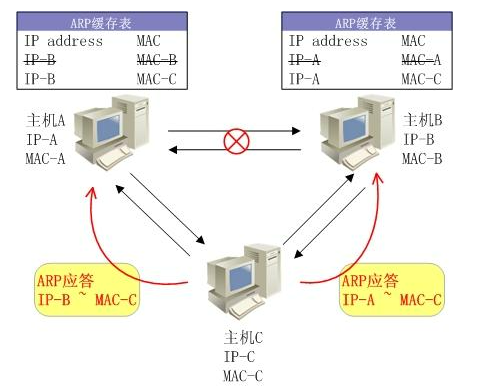 ARP缓存表
IP address MAC
IP-B MAC-B
IP-B MAC-C
ARP缓存表
IP address MAC
IP-A MAC-A
IP-A MAC-C
主机A
IP-A
MAC-A
主机B
IP-B
MAC-B
ARP应答
IP-B ~ MAC-C
ARP应答
IP-A ~ MAC-C
主机C
IP-C
MAC-C